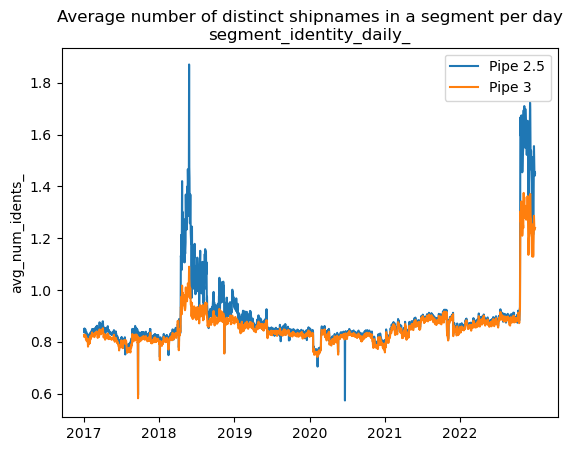 Average number of distinct shipnames in a segment per day
segment_identity_daily_
Pipe 2.5
Pipe 3
avg_num_idents_
1.8
1.6
1.4
1.2
1.0
0.8
0.6
2017
2018
2019
2020
2021
2022